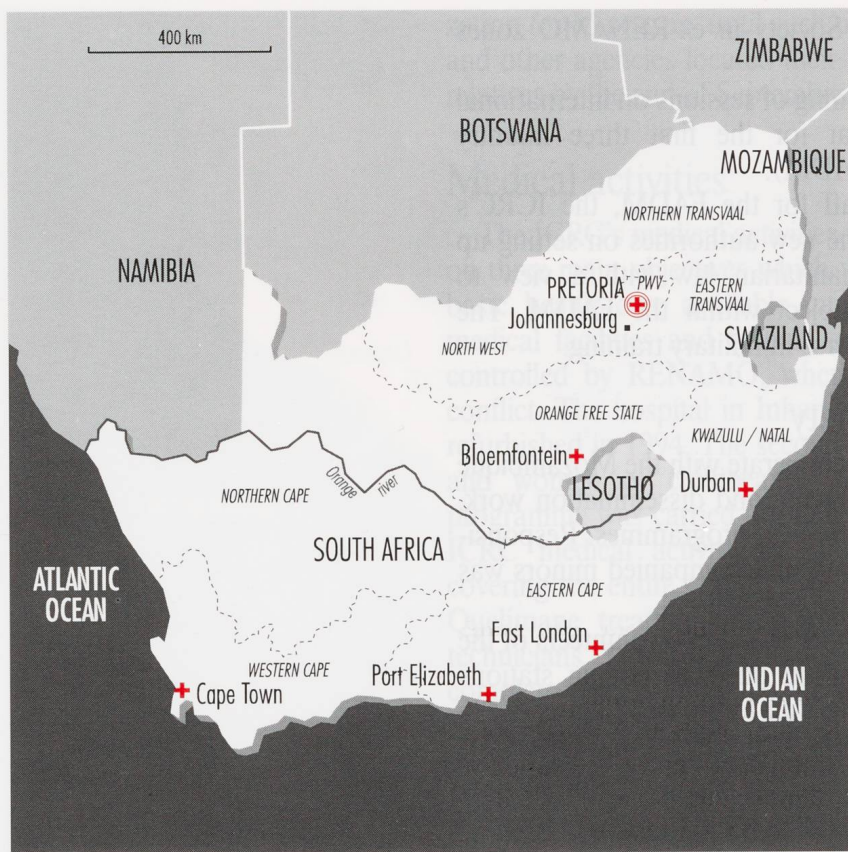 400 km
ZIMBABWE
BOTSWANA
MOZAMBIQUE
NORTHERN TRANSVAAL
NAMIBIA
PRETORIA
PWV
EASTERN
TRANSVAAL
Johannesburg
SWAZILAND
NORTH WEST
ORANGE FREE STATE
KWAZULU / NATAL
Bloemfontein
LESOTHO
Durban
NORTHERN CAPE
Orange river
SOUTH AFRICA
ATLANTIC
OCEAN
EASTERN CAPE
East London
WESTERN CAPE
Port Elizabeth
Cape Town
INDIAN
OCEAN